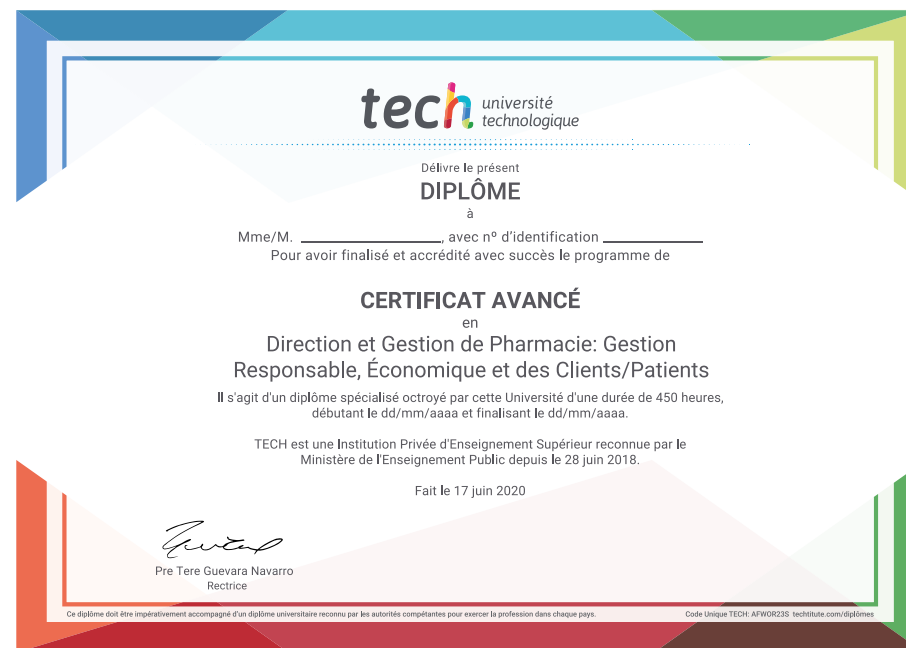 tech université
technologique
Délivre le présent
DIPLÔME
à
Mme/M. ____________________, avec nº d'identification ______________
Pour avoir finalisé et accrédité avec succès le programme de
CERTIFICAT AVANCÉ
en
Direction et Gestion de Pharmacie: Gestion
Responsable, Économique et des Clients/Patients
Il s'agit d'un diplôme spécialisé octroyé par cette Université d'une durée de 450 heures,
débutant le dd/mm/aaaa et finalisant le dd/mm/aaaa.
TECH est une Institution Privée d'Enseignement Supérieur reconnue par le
Ministère de l'Enseignement Public depuis le 28 juin 2018.
Fait le 17 juin 2020
Pre Tere Guevara Navarro
Rectrice
Ce diplôme doit être impérativement accompagné d'un diplôme universitaire reconnu par les autorités compétantes pour exercer la profession dans chaque pays.
Code Unique TECH: AFWOR23S techtitute.com/diplômes